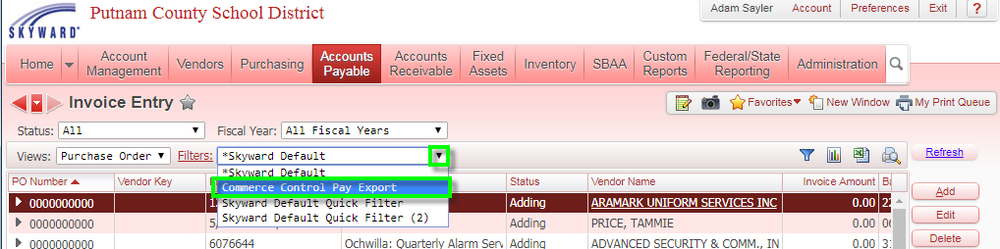 SKYWARD®
Putnam County School District
Adam Sayler Account Preferences Exit ?
Home Account Management Vendors Purchasing Accounts Payable Accounts Receivable Fixed Assets Inventory SBAA Custom Reports Federal/State Reporting Administration
Invoice Entry
Favorites New Window My Print Queue
Status: All Fiscal Year: All Fiscal Years
Views: Purchase Order Filters: *Skyward Default Refresh
*Skyward Default
Commerce Control Pay Export
Skyward Default Quick Filter
Skyward Default Quick Filter (2)
PO Number Vendor Key Status Vendor Name Invoice Amount Ba
0000000000 Adding ARAMARK UNIFORM SERVICES INC 0.00 22
0000000000 5/ Adding PRICE, TAMMIE 0.00 06
0000000000 6076644 Ochwilla: Quarterly Alarm Serv Adding ADVANCED SECURITY & COMM., IN 0.00 31
Add
Edit
Delete